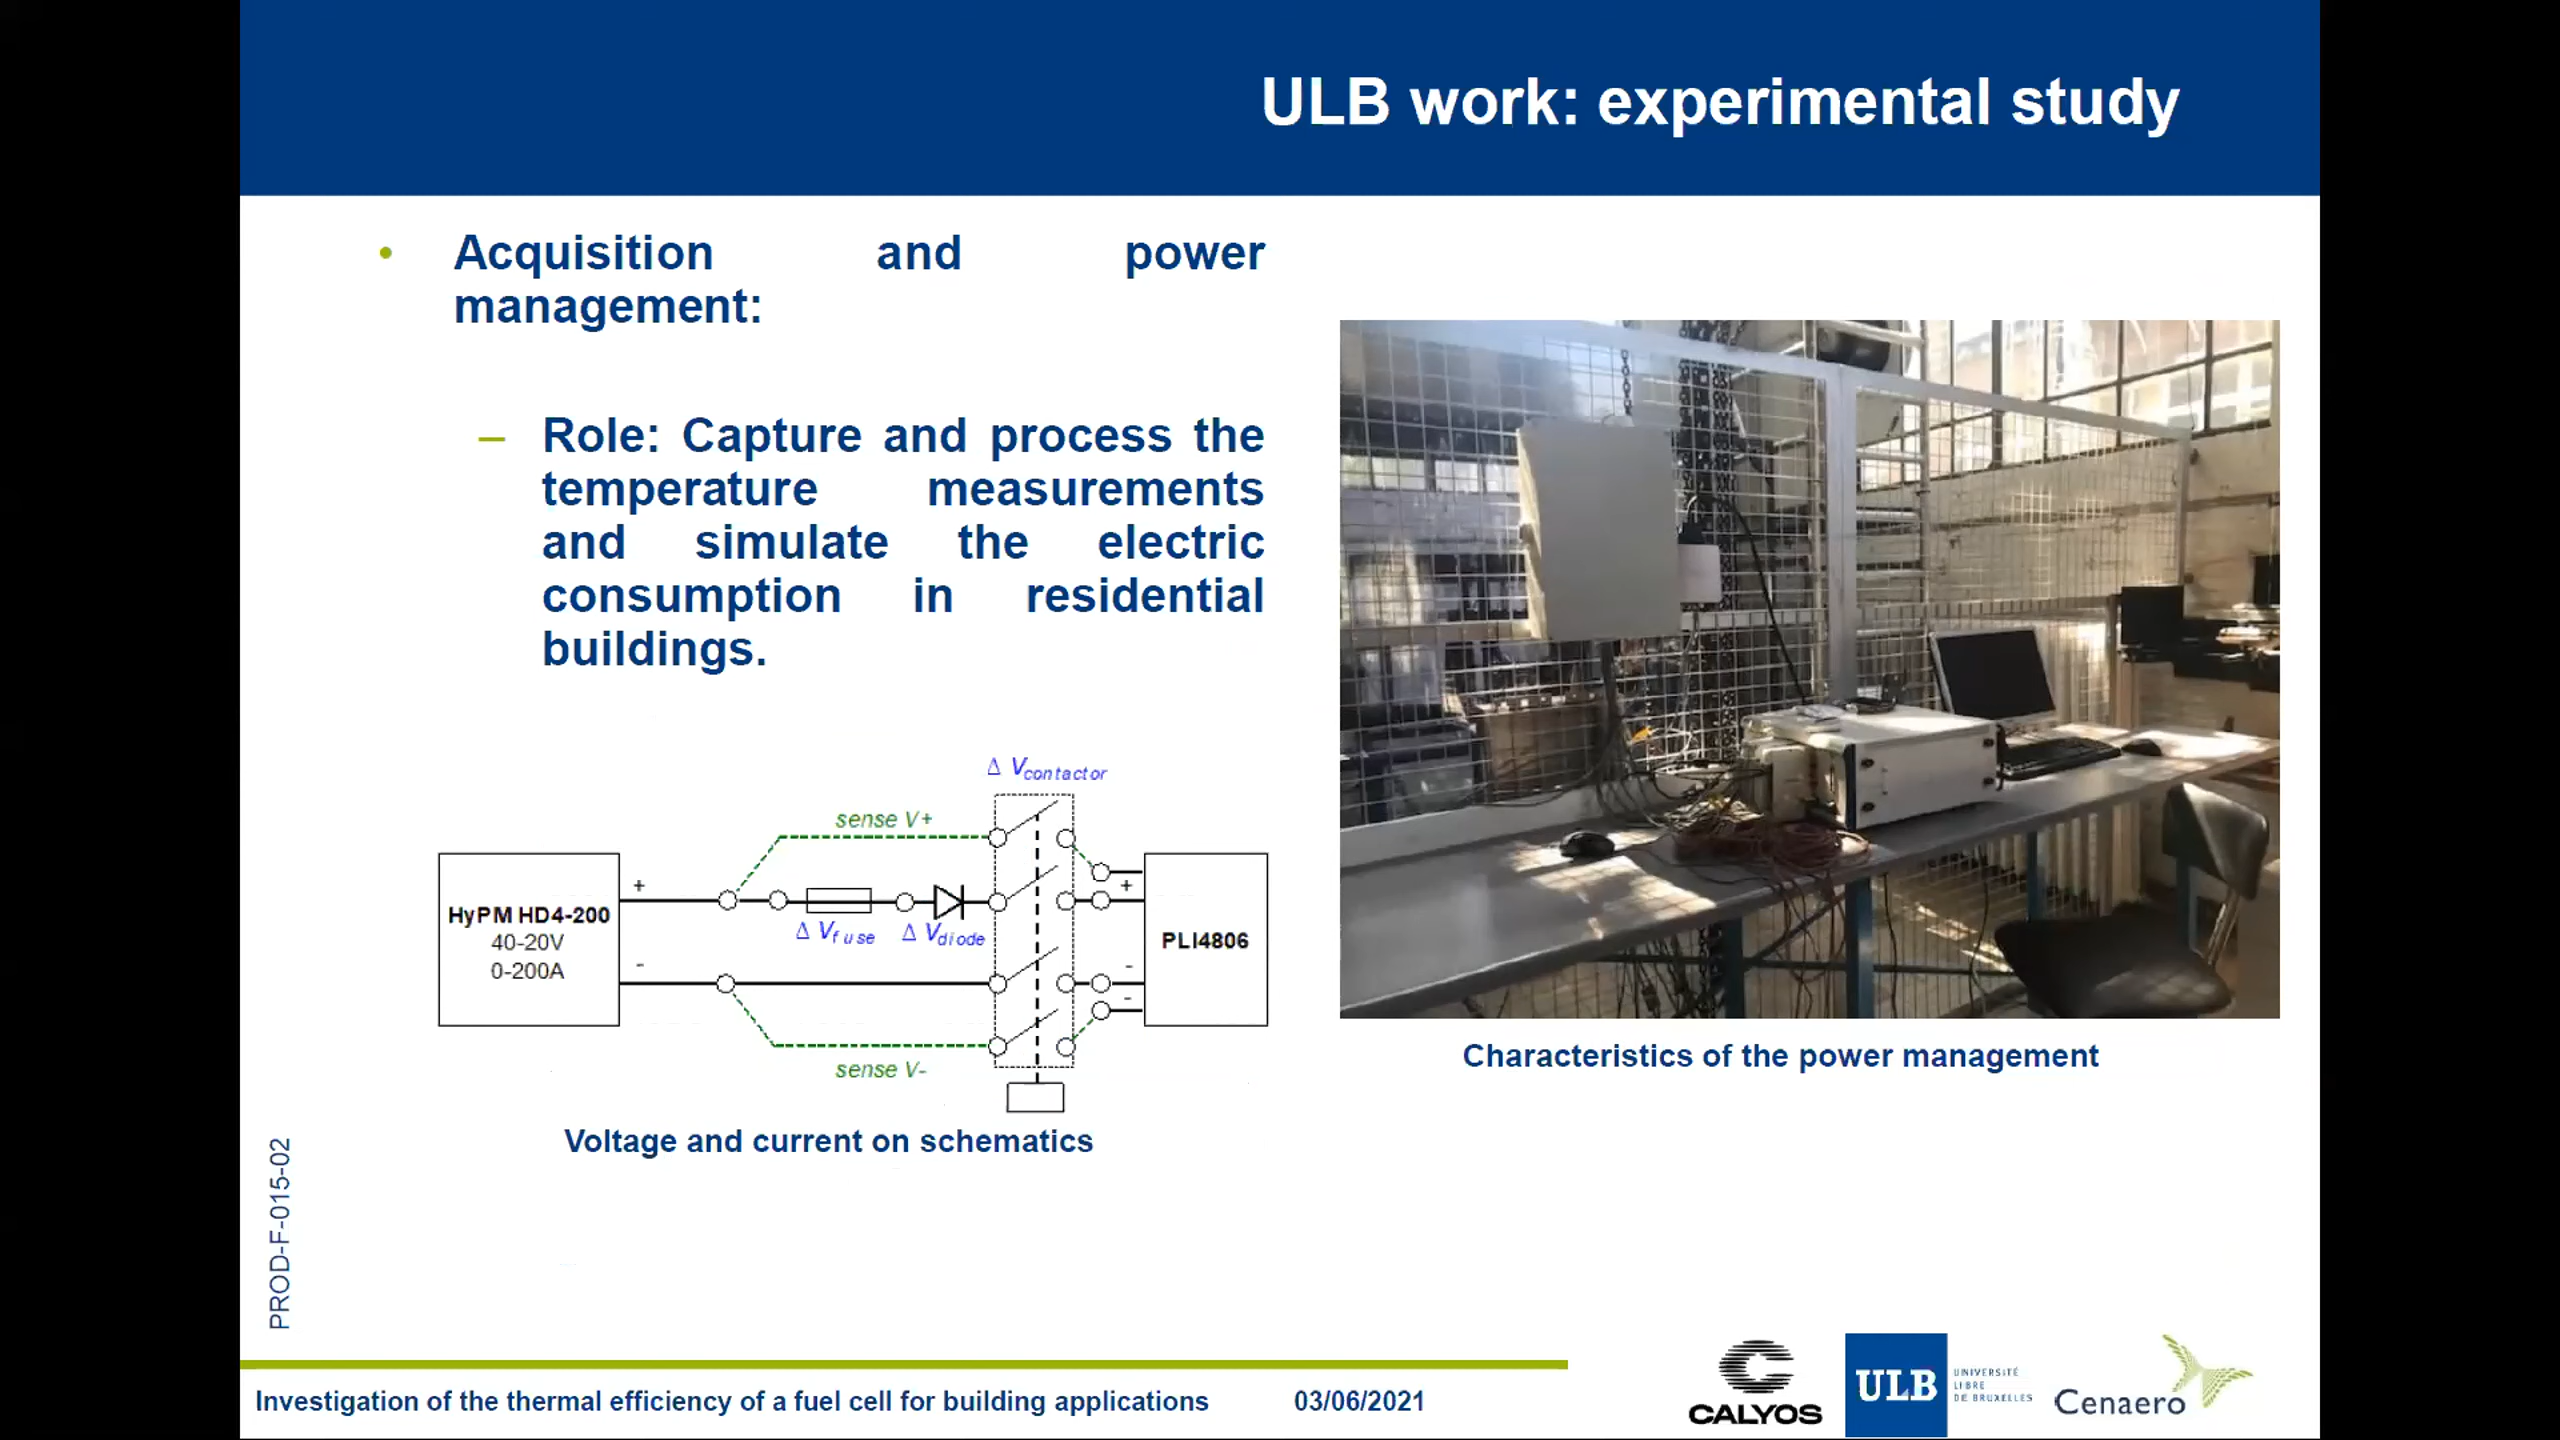 ULB work: experimental study
• Acquisition and power
management:
– Role: Capture and process the
temperature measurements
and simulate the electric
consumption in residential
buildings.
Δ Vcontactor
sense V+
+
+
HyPM HD4-200
40-20V
0-200A
Δ Vfuse
Δ Vdiode
PLI4806
-
-
-
sense V-
Voltage and current on schematics
Characteristics of the power management
PROD-F-015-02
Investigation of the thermal efficiency of a fuel cell for building applications
03/06/2021
CALYOS
ULB
UNIVERSITÉ
LIBRE
DE BRUXELLES
Cenaero